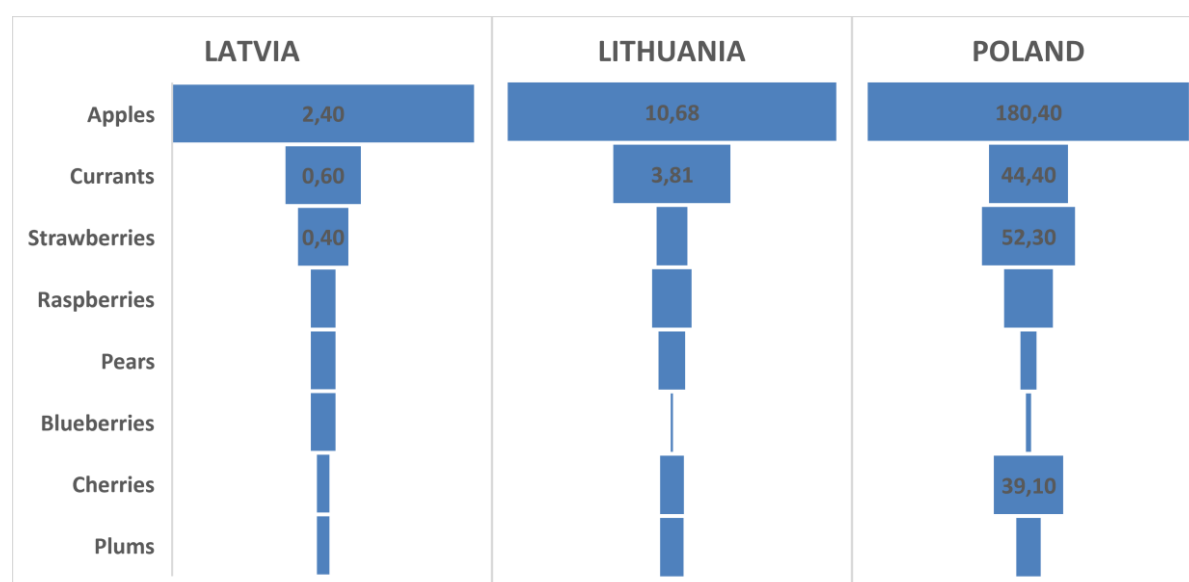 LATVIA LITHUANIA POLAND
Apples 2,40 10,68 180,40
Currants 0,60 3,81 44,40
Strawberries 0,40 52,30
Raspberries
Pears
Blueberries
Cherries 39,10
Plums